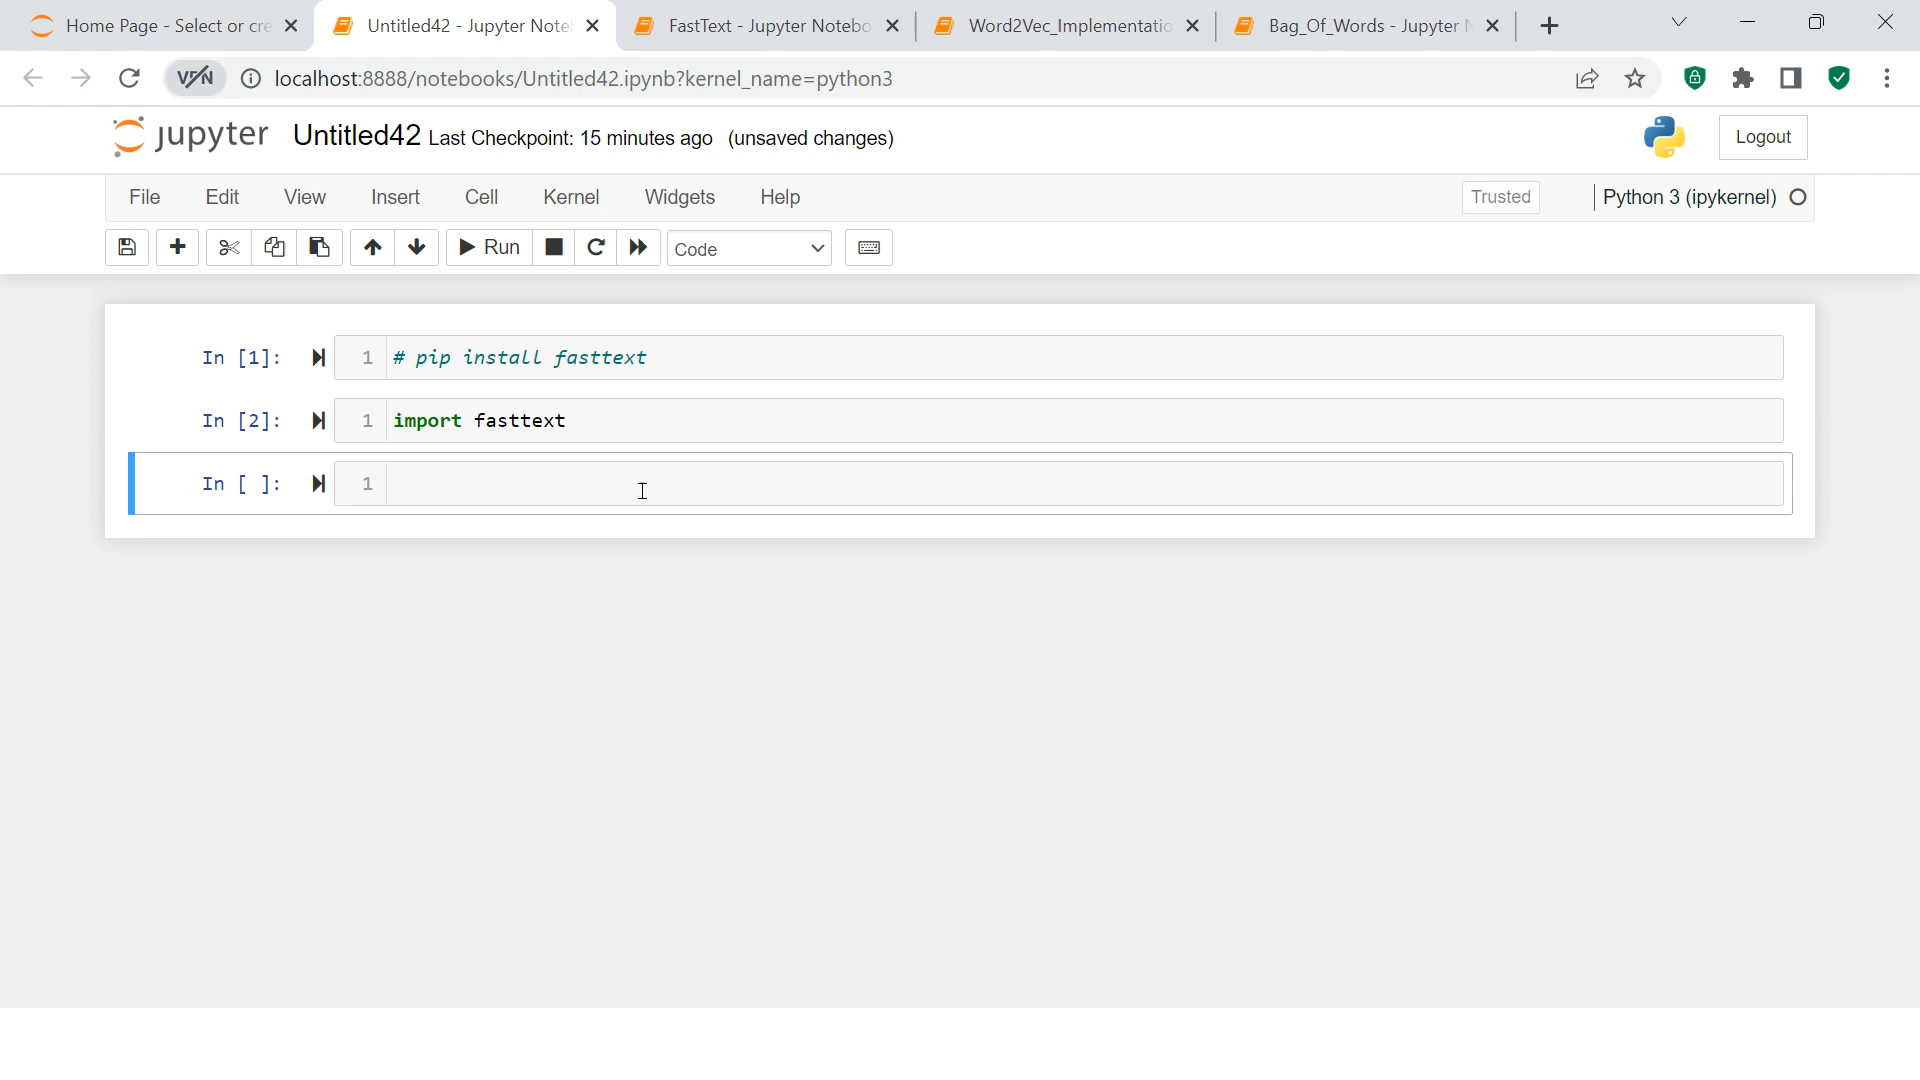 Home Page - Select or cre
Untitled42 - Jupyter Note
FastText - Jupyter Notebo
Word2Vec_Implementatio
Bag_Of_Words - Jupyter N
VPN
localhost:8888/notebooks/Untitled42.ipynb?kernel_name=python3
jupyter Untitled42 Last Checkpoint: 15 minutes ago (unsaved changes)
Logout
File Edit View Insert Cell Kernel Widgets Help
Trusted
Python 3 (ipykernel)
Run
Code
In [1]: 1 # pip install fasttext
In [2]: 1 import fasttext
In [ ]: 1